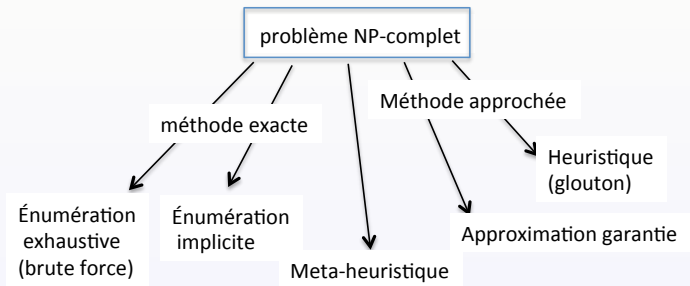 problème NP-complet
Méthode approchée
méthode exacte
Heuristique
(glouton)
Énumération
exhaustive
(brute force)
Énumération
implicite
Approximation garantie
Meta-heuristique